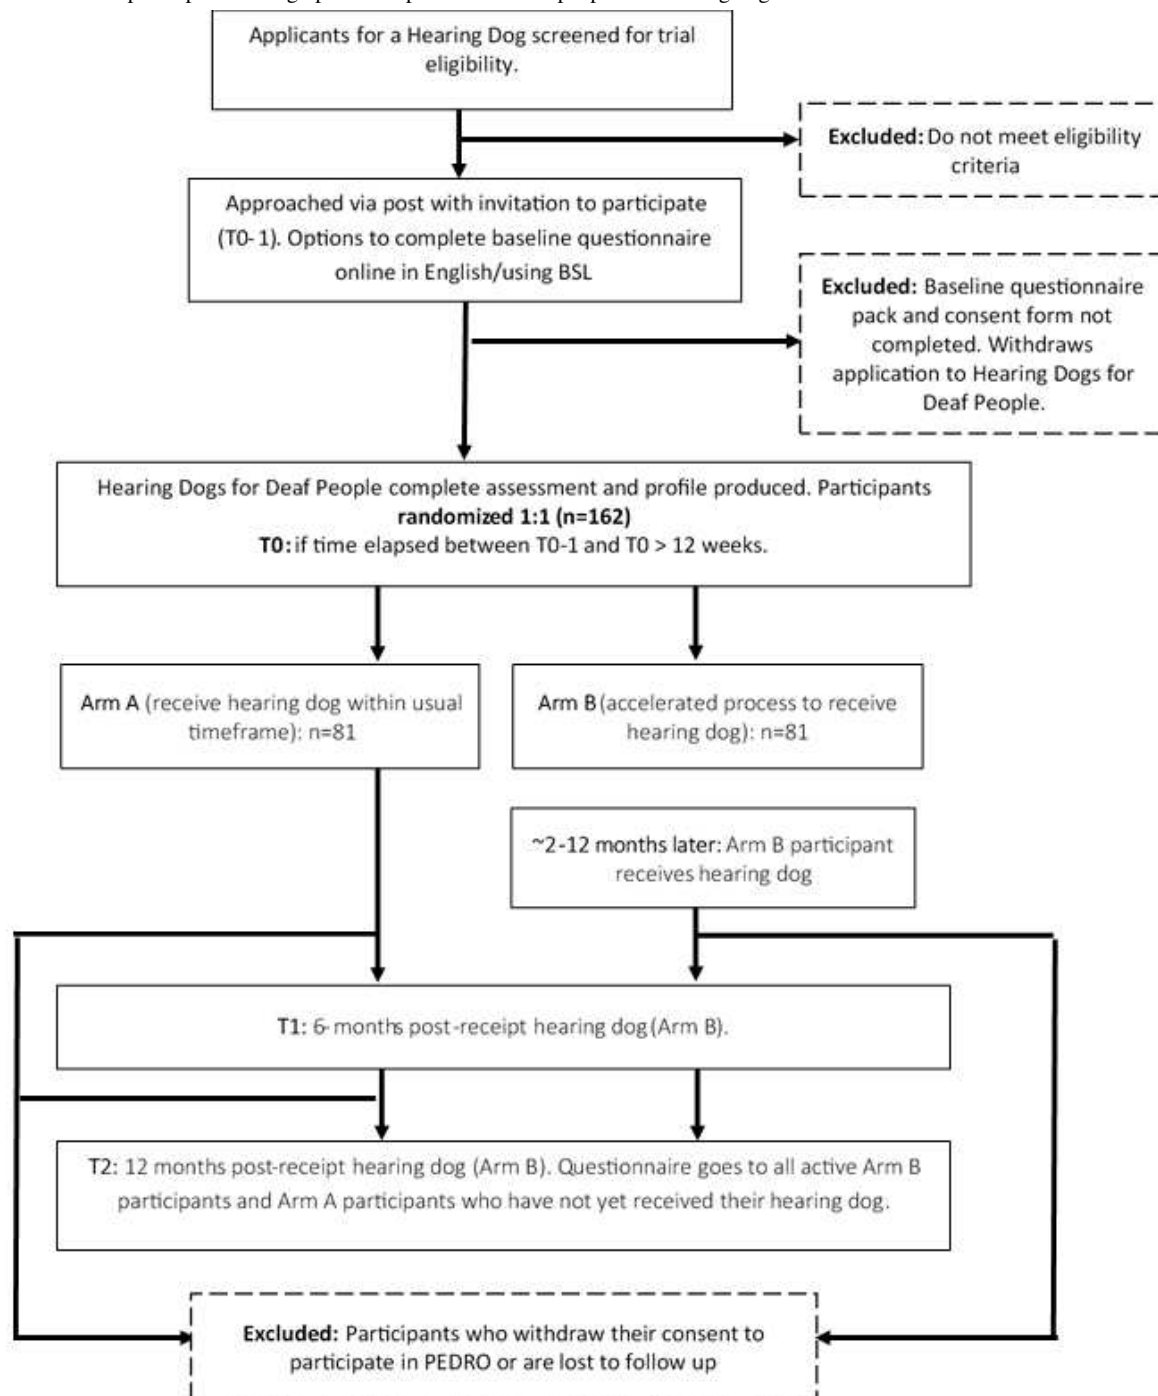 Applicants for a Hearing Dog screened for trial
eligibility.
Excluded: Do not meet eligibility
criteria
Approached via post with invitation to participate
(T0-1). Options to complete baseline questionnaire
online in English/using BSL
Excluded: Baseline questionnaire
pack and consent form not
completed. Withdraws
application to Hearing Dogs for
Deaf People.
Hearing Dogs for Deaf People complete assessment and profile produced. Participants
randomized 1:1 (n=162)
T0: if time elapsed between T0-1 and T0 > 12 weeks.
Arm A (receive hearing dog within usual
timeframe): n=81
Arm B (accelerated process to receive
hearing dog): n=81
~2-12 months later: Arm B participant
receives hearing dog
T1: 6-months post-receipt hearing dog (Arm B).
T2: 12 months post-receipt hearing dog (Arm B). Questionnaire goes to all active Arm B
participants and Arm A participants who have not yet received their hearing dog.
Excluded: Participants who withdraw their consent to
participate in PEDRO or are lost to follow up